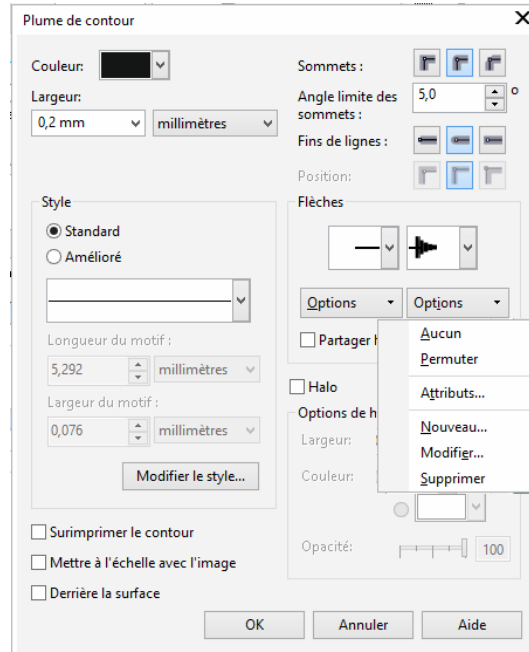 Plume de contour
Couleur:
Largeur:
0,2 mm
millimètres
Sommets :
Angle limite des
sommets :
5,0
o
Fins de lignes :
Position:
Style
Standard
Amélioré
Longueur du motif :
5,292
millimètres
Largeur du motif :
0,076
millimètres
Modifier le style...
Flèches
Options
Options
Partager
Aucun
Permuter
Attributs...
Nouveau...
Modifier...
Supprimer
Halo
Options de
Largeur:
Couleur:
Opacité:
100
Surimprimer le contour
Mettre à l'échelle avec l'image
Derrière la surface
OK
Annuler
Aide